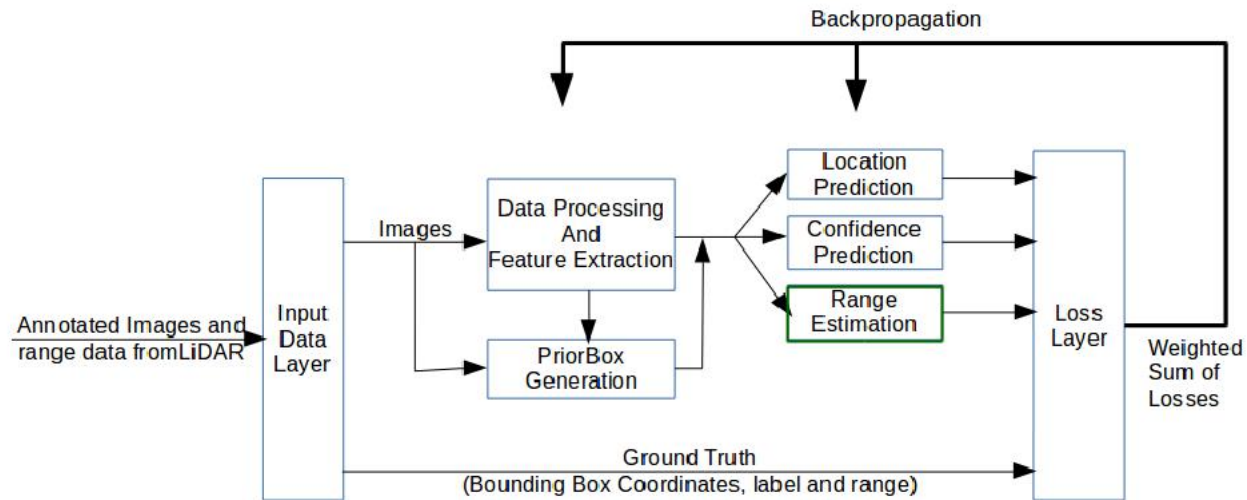 Backpropagation
Location
Prediction
Data Processing
And
Feature Extraction
Images
Confidence
Prediction
Annotated Images and
range data fromLiDAR
Input
Data
Layer
Range
Estimation
Loss
Layer
PriorBox
Generation
Weighted
Sum of
Losses
Ground Truth
(Bounding Box Coordinates, label and range)